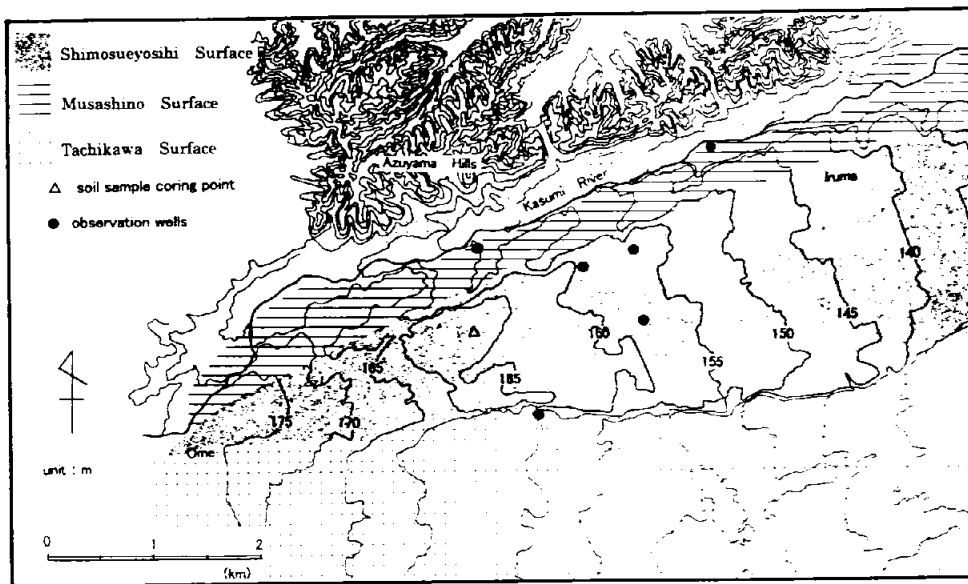 Shimosueyosihi Surface
Musashino Surface
Tachikawa Surface
soil sample coring point
observation wells
Azuyama Hills
Kasumi River
Iruma
140
145
150
155
160
185
165
170
175
Ome
unit : m
0 1 2
(km)